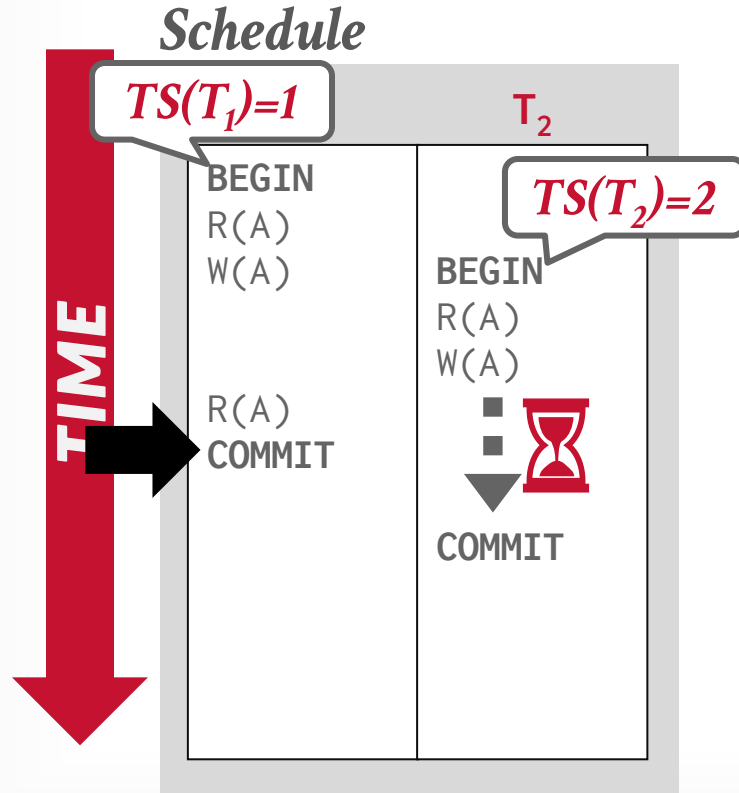 Schedule
TS(T₁)=1
T₂
BEGIN
R(A)
W(A)
R(A)
COMMIT
TS(T₂)=2
BEGIN
R(A)
W(A)
COMMIT
TIME